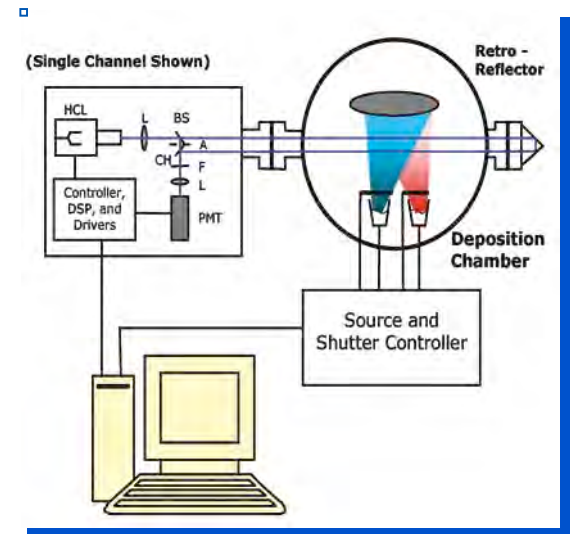 (Single Channel Shown)
Retro -
Reflector
HCL
L
BS
A
CH
F
L
PMT
Controller,
DSP, and
Drivers
Deposition
Chamber
Source and
Shutter Controller